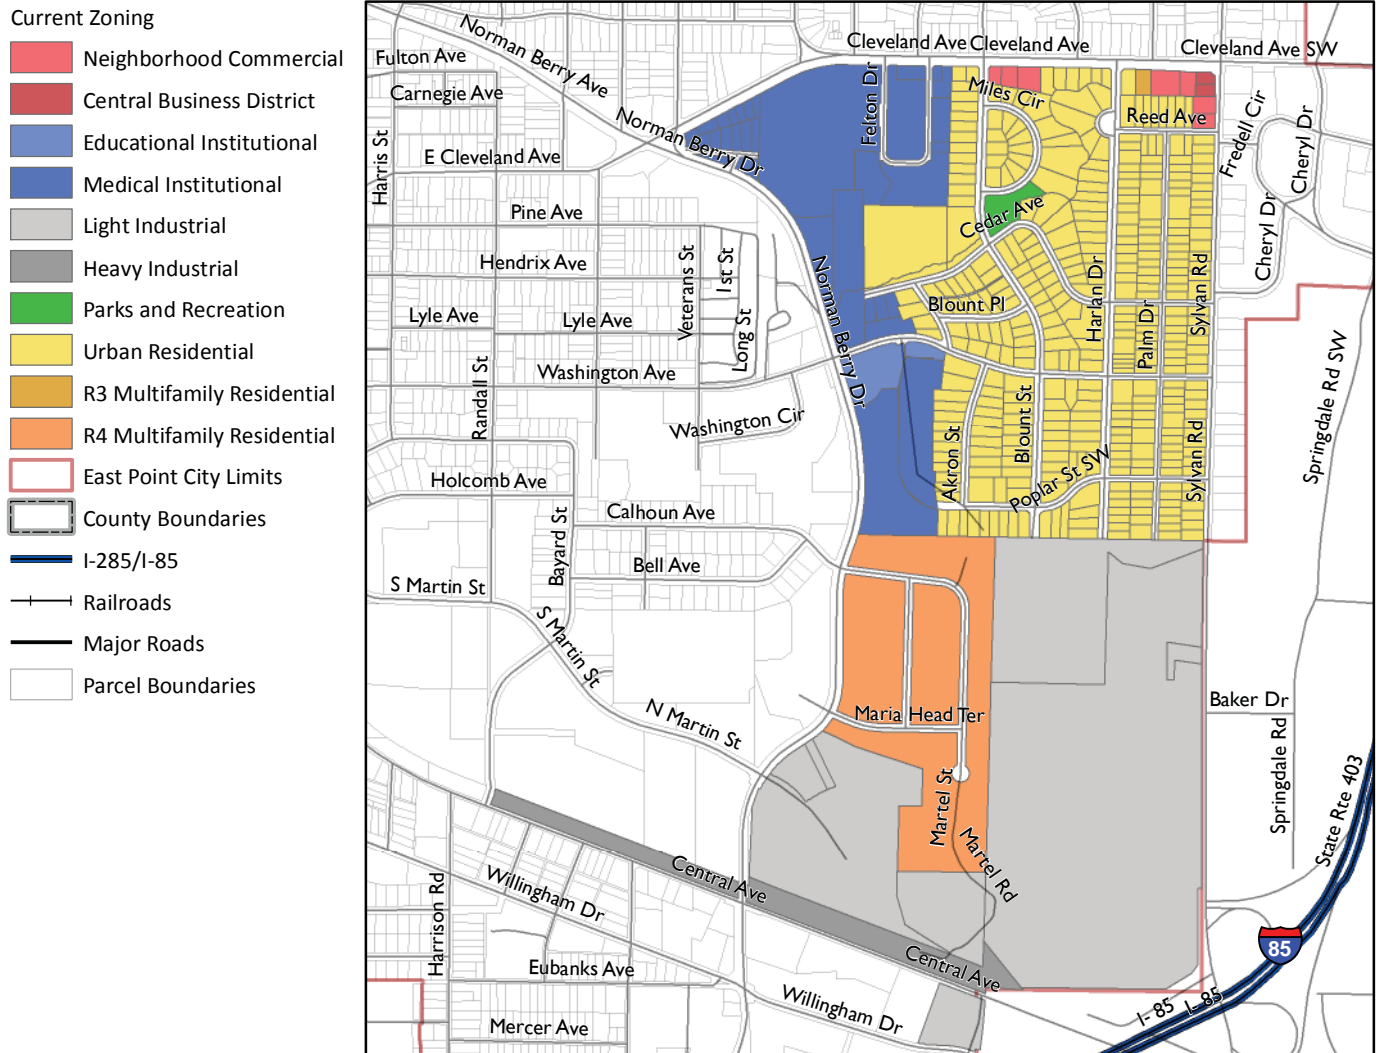 Current Zoning
Neighborhood Commercial
Central Business District
Educational Institutional
Medical Institutional
Light Industrial
Heavy Industrial
Parks and Recreation
Urban Residential
R3 Multifamily Residential
R4 Multifamily Residential
East Point City Limits
County Boundaries
I-285/I-85
Railroads
Major Roads
Parcel Boundaries
Norman Berry Ave
Cleveland Ave
Cleveland Ave
Cleveland Ave SW
Fulton Ave
Carnegie Ave
Felton Dr
Miles Cir
Reed Ave
Norman Berry Dr
Fredell Cir
Cheryl Dr
Harris St
E Cleveland Ave
Pine Ave
Cedar Ave
Cheryl Dr
Hendrix Ave
Veterans St
1st St
Norman Berry Dr
Blount Pl
Harlan Dr
Palm Dr
Sylvan Rd
Lyle Ave
Lyle Ave
Long St
Springdale Rd SW
Washington Ave
Randall St
Washington Cir
Akron St
Blount St
Poplar St SW
Sylvan Rd
Holcomb Ave
Calhoun Ave
Bayard St
Bell Ave
S Martin St
S Martin St
N Martin St
Maria Head Ter
Baker Dr
Springdale Rd
Martel St
Martel Rd
State Rte 403
Central Ave
Willingham Dr
Harrison Rd
85
Central Ave
Eubanks Ave
Willingham Dr
I-85
I-85
Mercer Ave